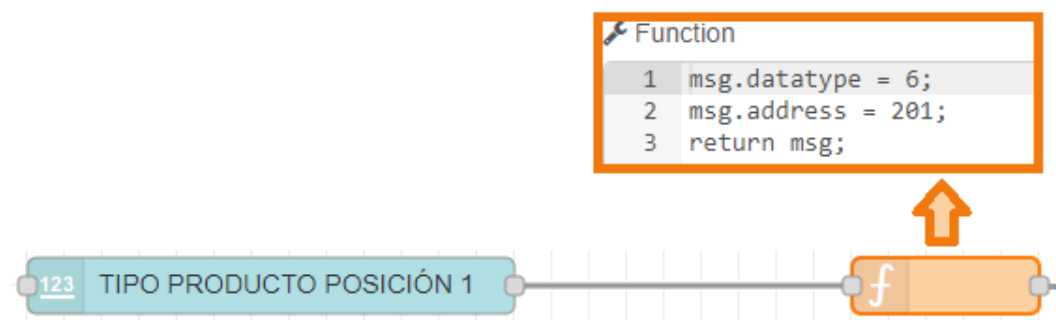 Function
1 msg.datatype = 6;
2 msg.address = 201;
3 return msg;
123 TIPO PRODUCTO POSICIÓN 1
f